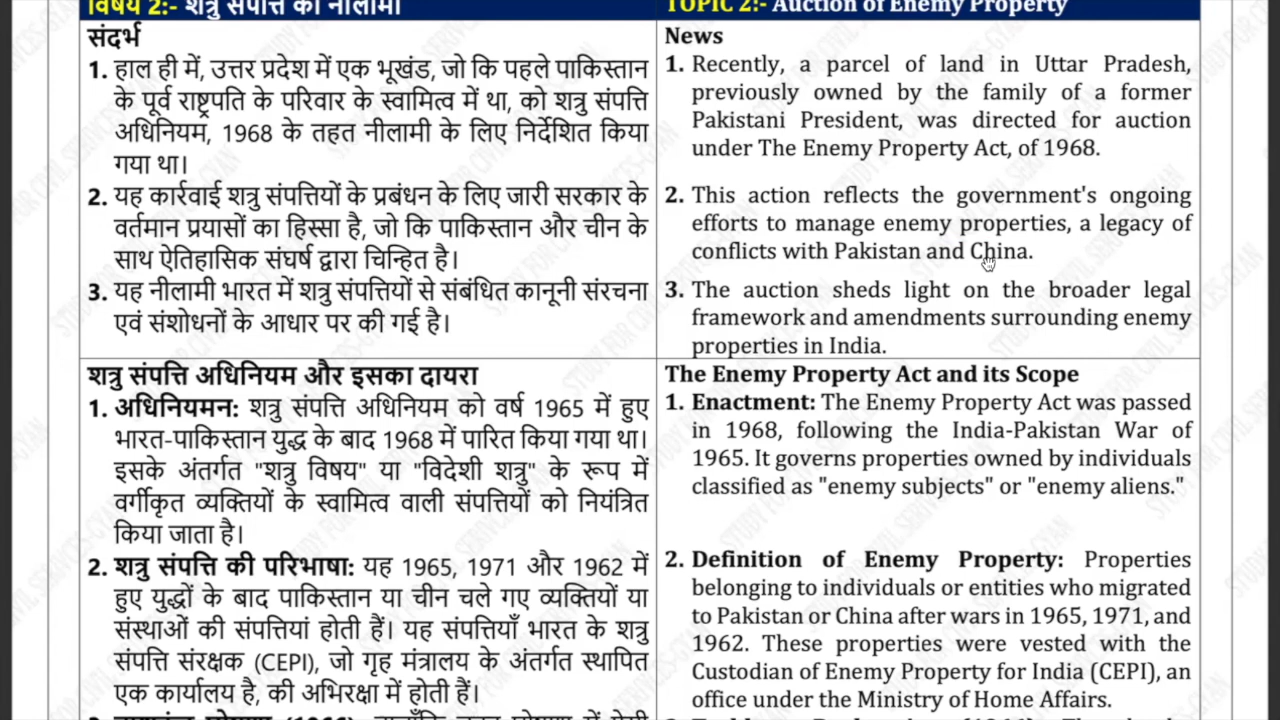 विषय 2:- शत्रु संपत्ति की नीलामी
संदर्भ
1. हाल ही में, उत्तर प्रदेश में एक भूखंड, जो कि पहले पाकिस्तान
के पूर्व राष्ट्रपति के परिवार के स्वामित्व में था, को शत्रु संपत्ति
अधिनियम, 1968 के तहत नीलामी के लिए निर्देशित किया
गया था।
2. यह कार्रवाई शत्रु संपत्तियों के प्रबंधन के लिए जारी सरकार के
वर्तमान प्रयासों का हिस्सा है, जो कि पाकिस्तान और चीन के
साथ ऐतिहासिक संघर्ष द्वारा चिन्हित है।
3. यह नीलामी भारत में शत्रु संपत्तियों से संबंधित कानूनी संरचना
एवं संशोधनों के आधार पर की गई है।
TOPIC 2:- Auction of Enemy Property
News
1. Recently, a parcel of land in Uttar Pradesh,
previously owned by the family of a former
Pakistani President, was directed for auction
under The Enemy Property Act, of 1968.
2. This action reflects the government's ongoing
efforts to manage enemy properties, a legacy of
conflicts with Pakistan and China.
3. The auction sheds light on the broader legal
framework and amendments surrounding enemy
properties in India.
शत्रु संपत्ति अधिनियम और इसका दायरा
1. अधिनियमन: शत्रु संपत्ति अधिनियम को वर्ष 1965 में हुए
भारत-पाकिस्तान युद्ध के बाद 1968 में पारित किया गया था।
इसके अंतर्गत "शत्रु विषय" या "विदेशी शत्रु" के रूप में
वर्गीकृत व्यक्तियों के स्वामित्व वाली संपत्तियों को नियंत्रित
किया जाता है।
2. शत्रु संपत्ति की परिभाषा: यह 1965, 1971 और 1962 में
हुए युद्धों के बाद पाकिस्तान या चीन चले गए व्यक्तियों या
संस्थाओं की संपत्तियां होती हैं। यह संपत्तियाँ भारत के शत्रु
संपत्ति संरक्षक (CEPI), जो गृह मंत्रालय के अंतर्गत स्थापित
एक कार्यालय है, की अभिरक्षा में होती हैं।
The Enemy Property Act and its Scope
1. Enactment: The Enemy Property Act was passed
in 1968, following the India-Pakistan War of
1965. It governs properties owned by individuals
classified as "enemy subjects" or "enemy aliens."
2. Definition of Enemy Property: Properties
belonging to individuals or entities who migrated
to Pakistan or China after wars in 1965, 1971, and
1962. These properties were vested with the
Custodian of Enemy Property for India (CEPI), an
office under the Ministry of Home Affairs.